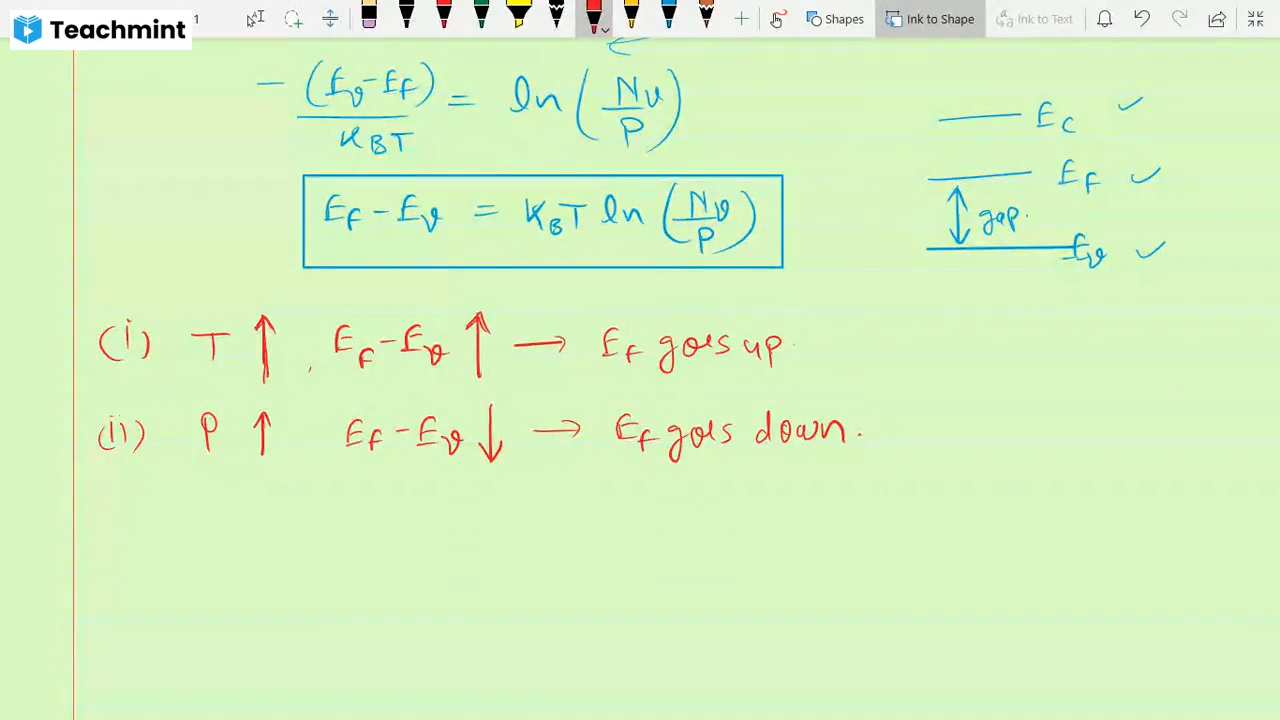 1
Shapes
Ink to Shape
Ink to Text
Teachmint
- (Ev-Ef)/KBT = ln (Nv/P)
Ef - Ev = KBT ln (Nv/P)
Ec ✓
Ef ✓
gap.
Ev ✓
(i) T ↑ Ef-Ev ↑ → Ef goes up
(ii) P ↑ Ef-Ev ↓ → Ef goes down.